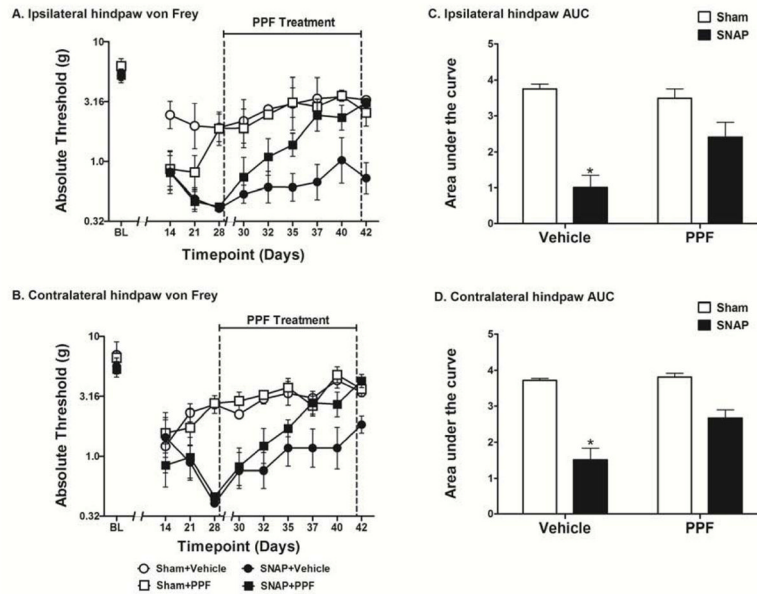 A. Ipsilateral hindpaw von Frey
PPF Treatment
Absolute Threshold (g)
10
3.16
1.0
0.32
BL
14 21 28 30 32 35 37 40 42
Timepoint (Days)
B. Contralateral hindpaw von Frey
PPF Treatment
Absolute Threshold (g)
10
3.16
1.0
0.32
BL
14 21 28 30 32 35 37 40 42
Timepoint (Days)
Sham+Vehicle
SNAP+Vehicle
Sham+PPF
SNAP+PPF
C. Ipsilateral hindpaw AUC
Sham
SNAP
Area under the curve
5
4
3
2
1
0
*
Vehicle PPF
D. Contralateral hindpaw AUC
Sham
SNAP
Area under the curve
5
4
3
2
1
0
*
Vehicle PPF